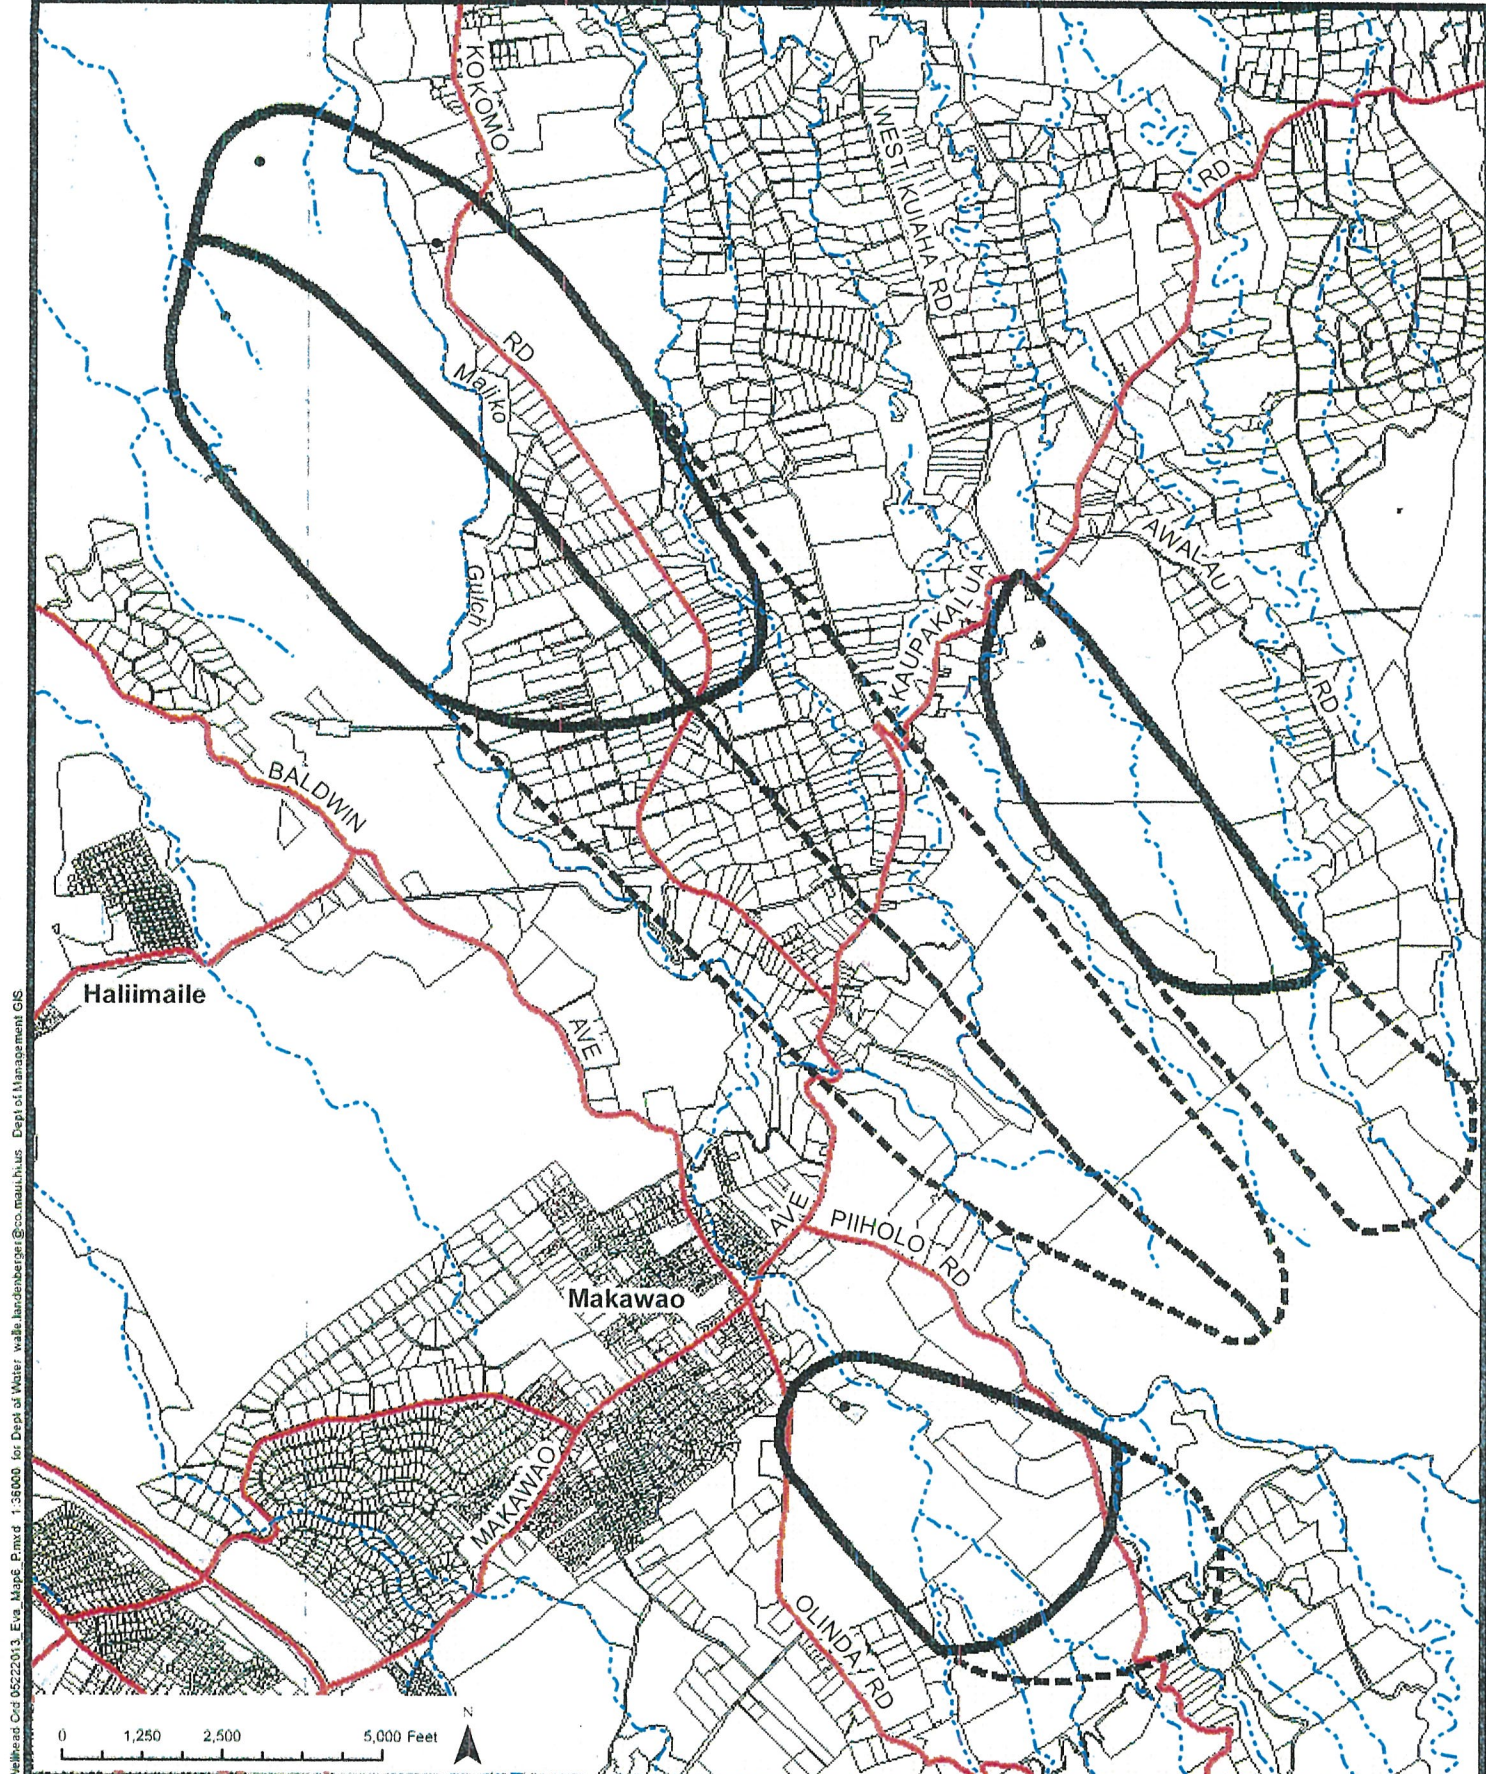 KOKOMO
WEST KUIAHA RD
RD
RD
Maliko
AWALAU
Gulch
KAUPAKALUA
RD
BALDWIN
Haliimaile
AVE
AVE
PIIHOLO RD
Makawao
MAKAWAO
OLINDA RD
N
0 1,250 2,500 5,000 Feet
Wellhead Ord 05222013, Eva_Map6_P.mxd 1:36000 for Dept of Water walle.landenberger@co.maui.hi.us Dept of Management GIS